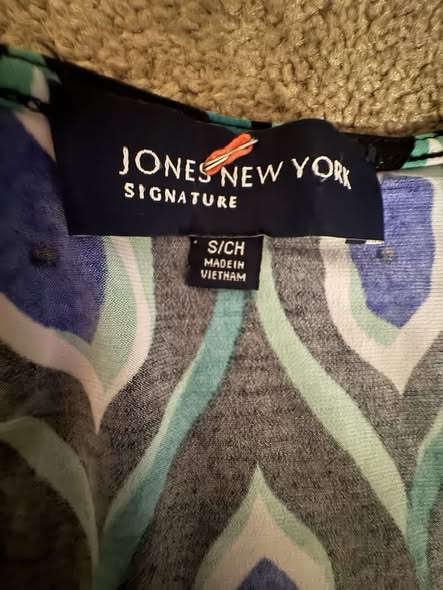 JONES NEW YORK
SIGNATURE
S/CH
MADE IN
VIETNAM